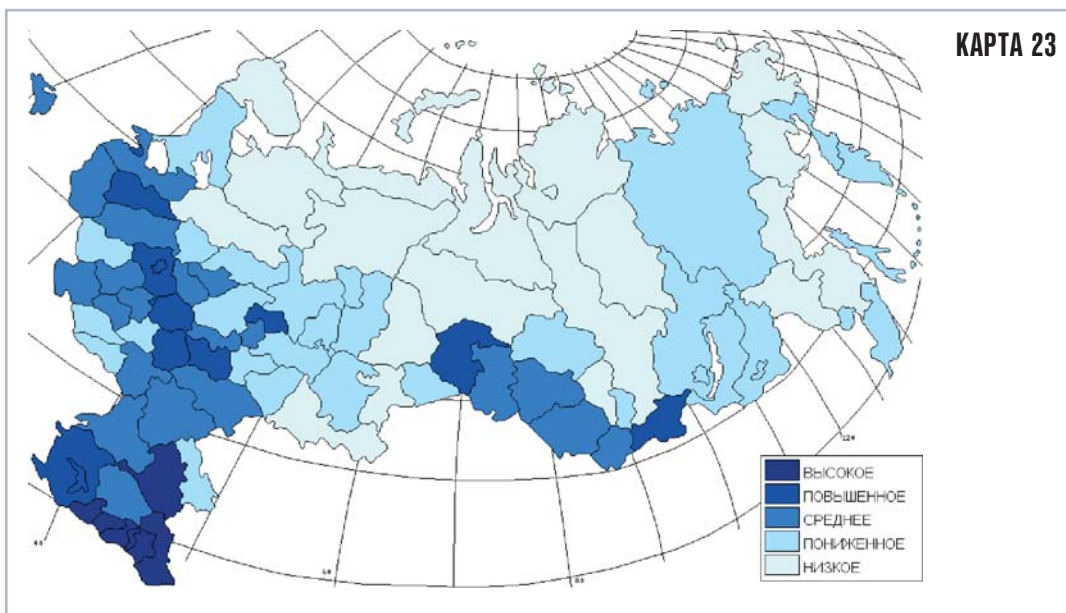 КАРТА 23
ВЫСОКОЕ
ПОВЫШЕННОЕ
СРЕДНЕЕ
ПОНИЖЕННОЕ
НИЗКОЕ